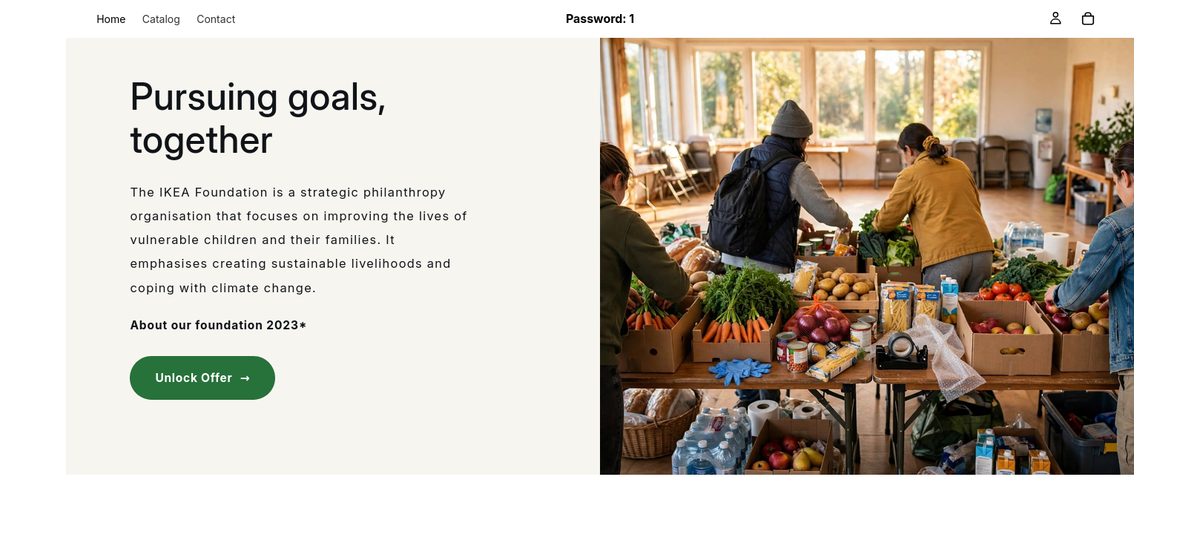 Home Catalog Contact Password: 1
Pursuing goals,
together
The IKEA Foundation is a strategic philanthropy
organisation that focuses on improving the lives of
vulnerable children and their families. It
emphasises creating sustainable livelihoods and
coping with climate change.
About our foundation 2023*
Unlock Offer →